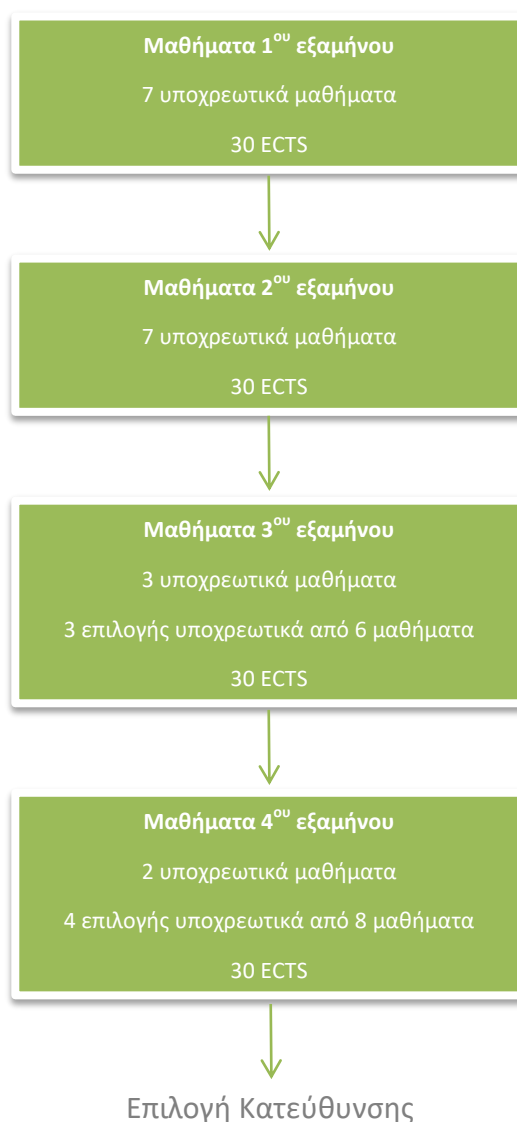 Μαθήματα 1ου εξαμήνου
7 υποχρεωτικά μαθήματα
30 ECTS
Μαθήματα 2ου εξαμήνου
7 υποχρεωτικά μαθήματα
30 ECTS
Μαθήματα 3ου εξαμήνου
3 υποχρεωτικά μαθήματα
3 επιλογής υποχρεωτικά από 6 μαθήματα
30 ECTS
Μαθήματα 4ου εξαμήνου
2 υποχρεωτικά μαθήματα
4 επιλογής υποχρεωτικά από 8 μαθήματα
30 ECTS
Επιλογή Κατεύθυνσης